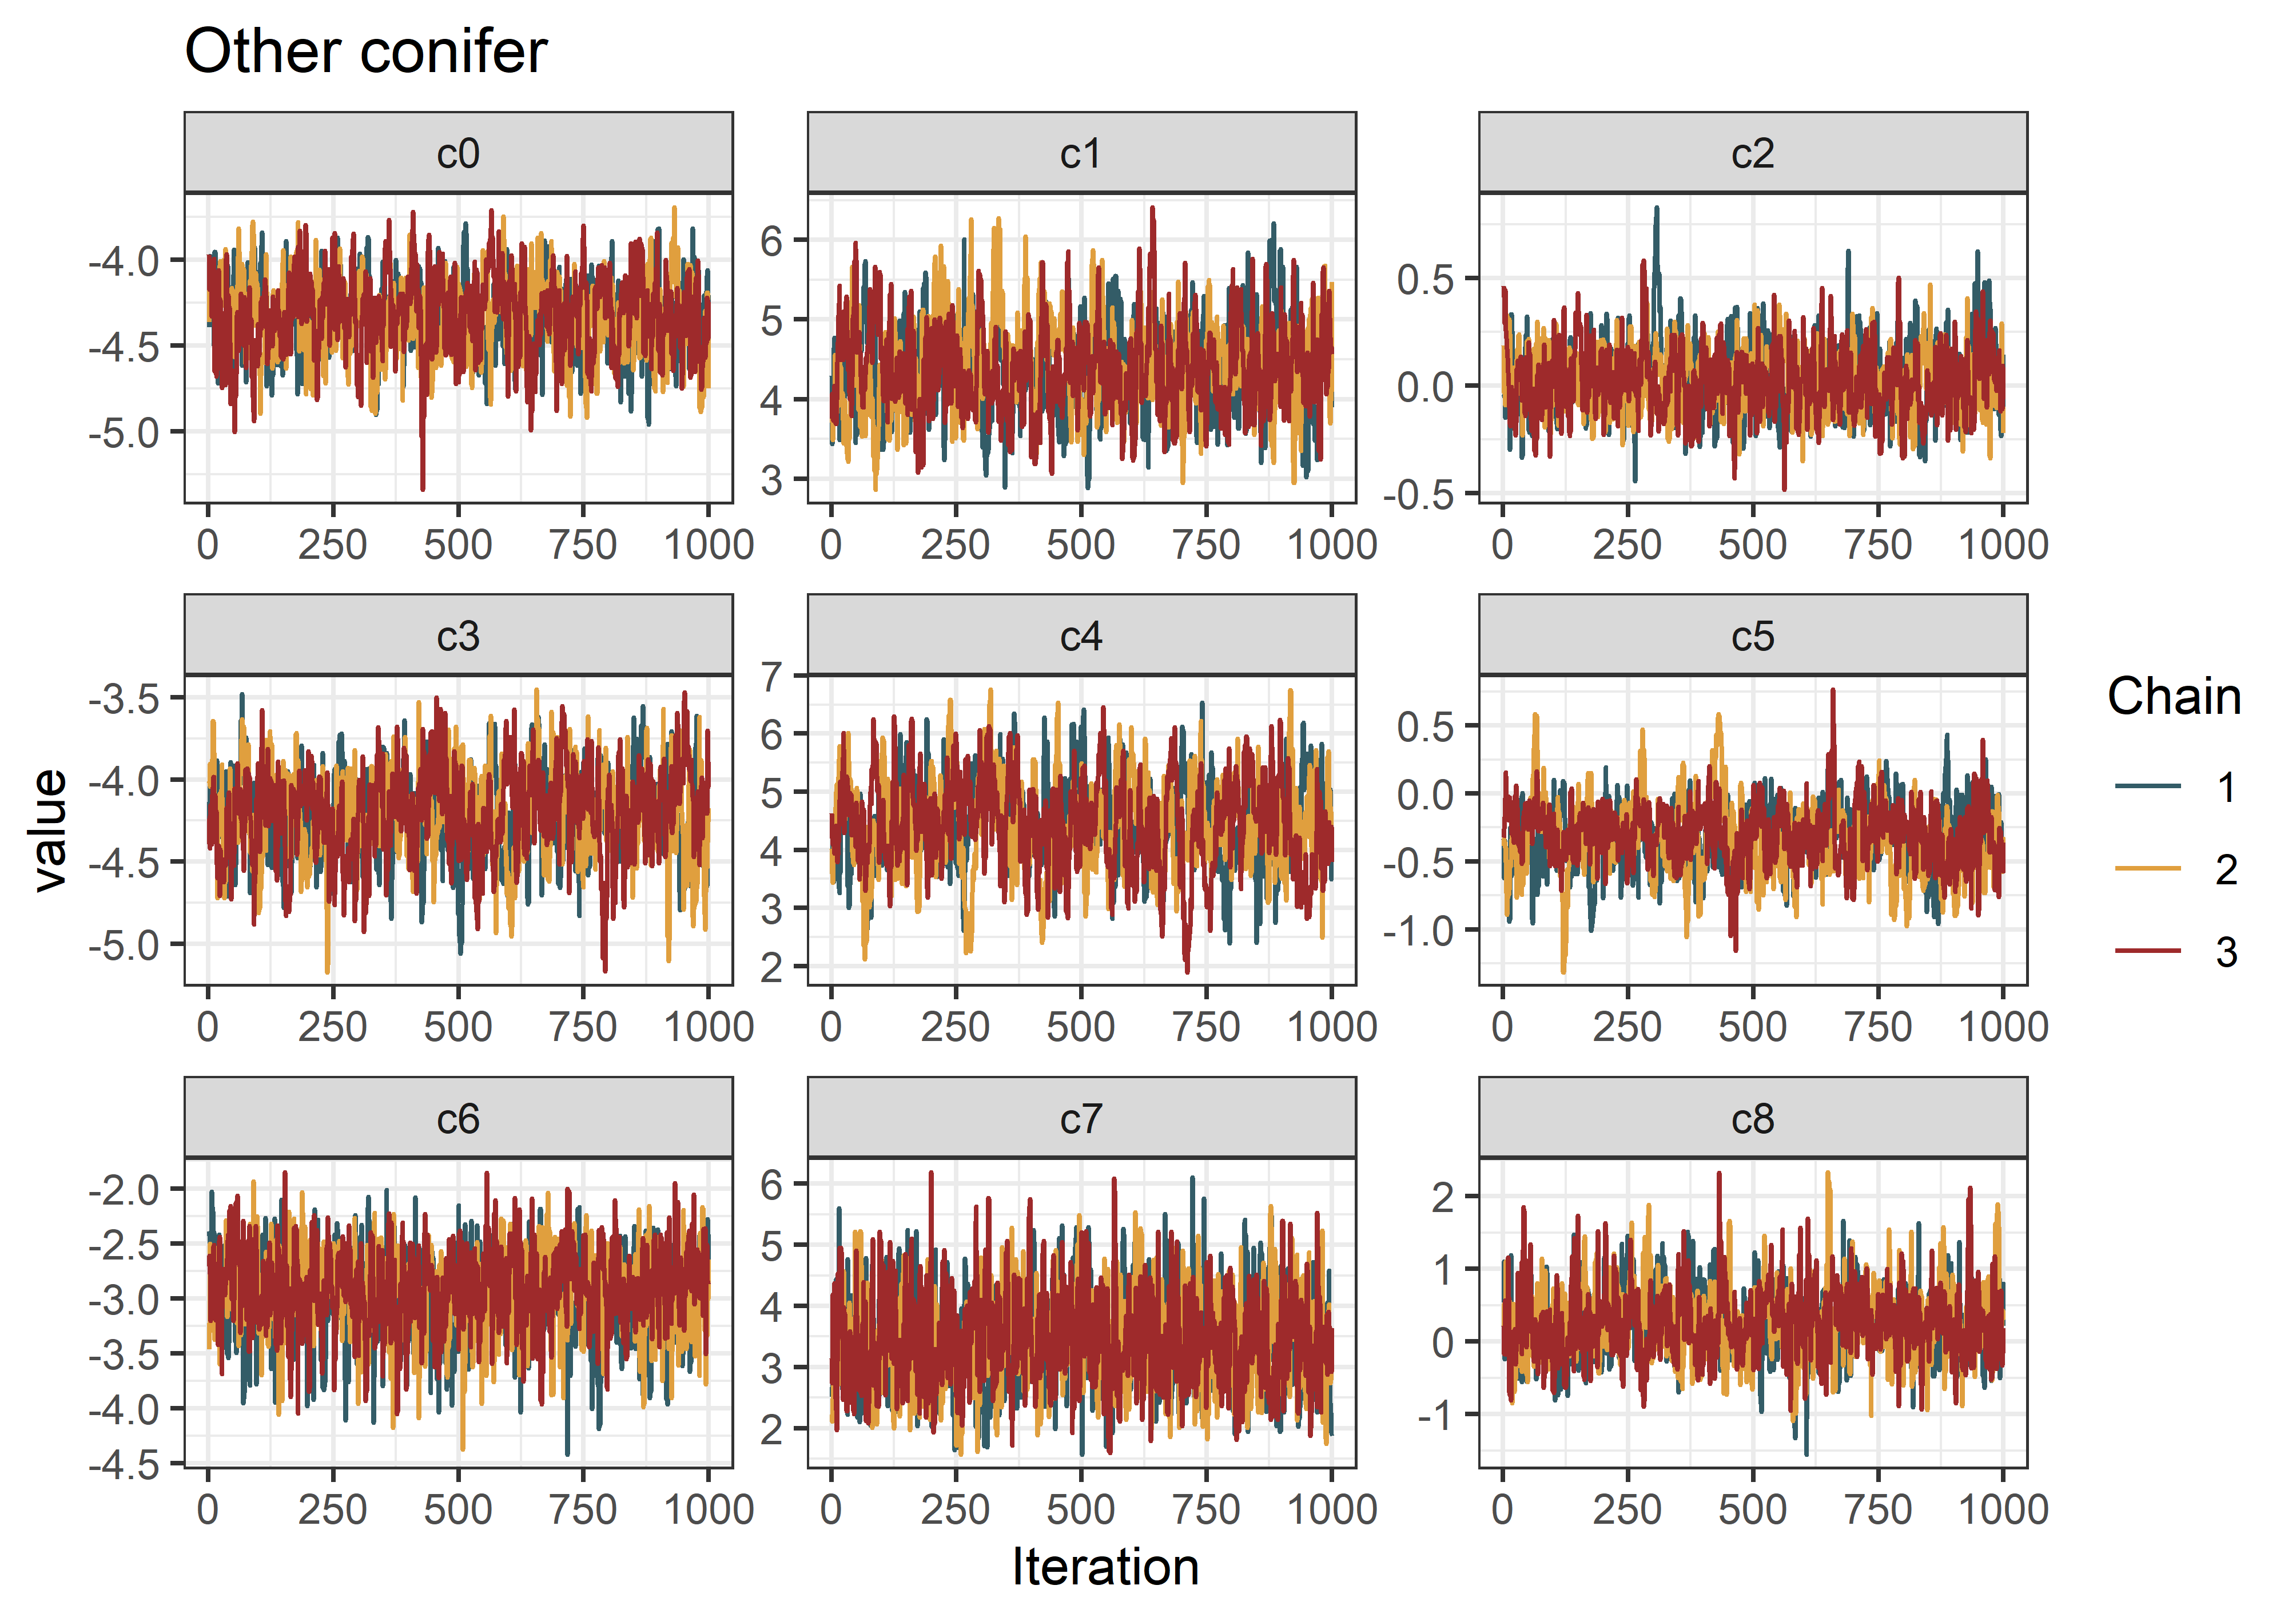 Other conifer
c0 c1 c2
-4.0 -4.5 -5.0
6 5 4 3
0.5 0.0 -0.5
0 250 500 750 1000 0 250 500 750 1000 0 250 500 750 1000
c3 c4 c5
-3.5 -4.0 -4.5 -5.0
7 6 5 4 3 2
0.5 0.0 -0.5 -1.0
0 250 500 750 1000 0 250 500 750 1000 0 250 500 750 1000
c6 c7 c8
-2.0 -2.5 -3.0 -3.5 -4.0 -4.5
6 5 4 3 2
2 1 0 -1
0 250 500 750 1000 0 250 500 750 1000 0 250 500 750 1000
value
Iteration
Chain
1
2
3